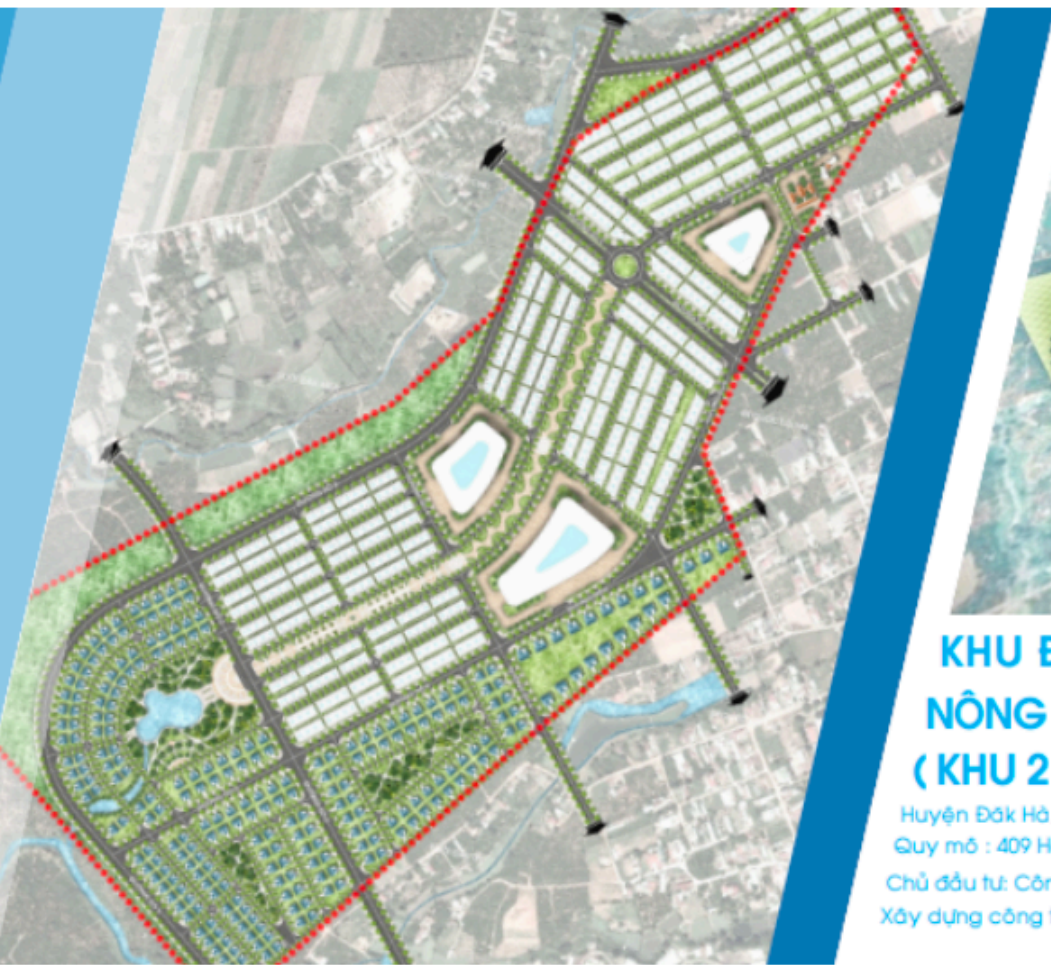 KHU
NÔNG
( KHU 2
Huyện Đăk Hà
Quy mô : 409 H
Chủ đầu tư: Côn
Xây dựng công